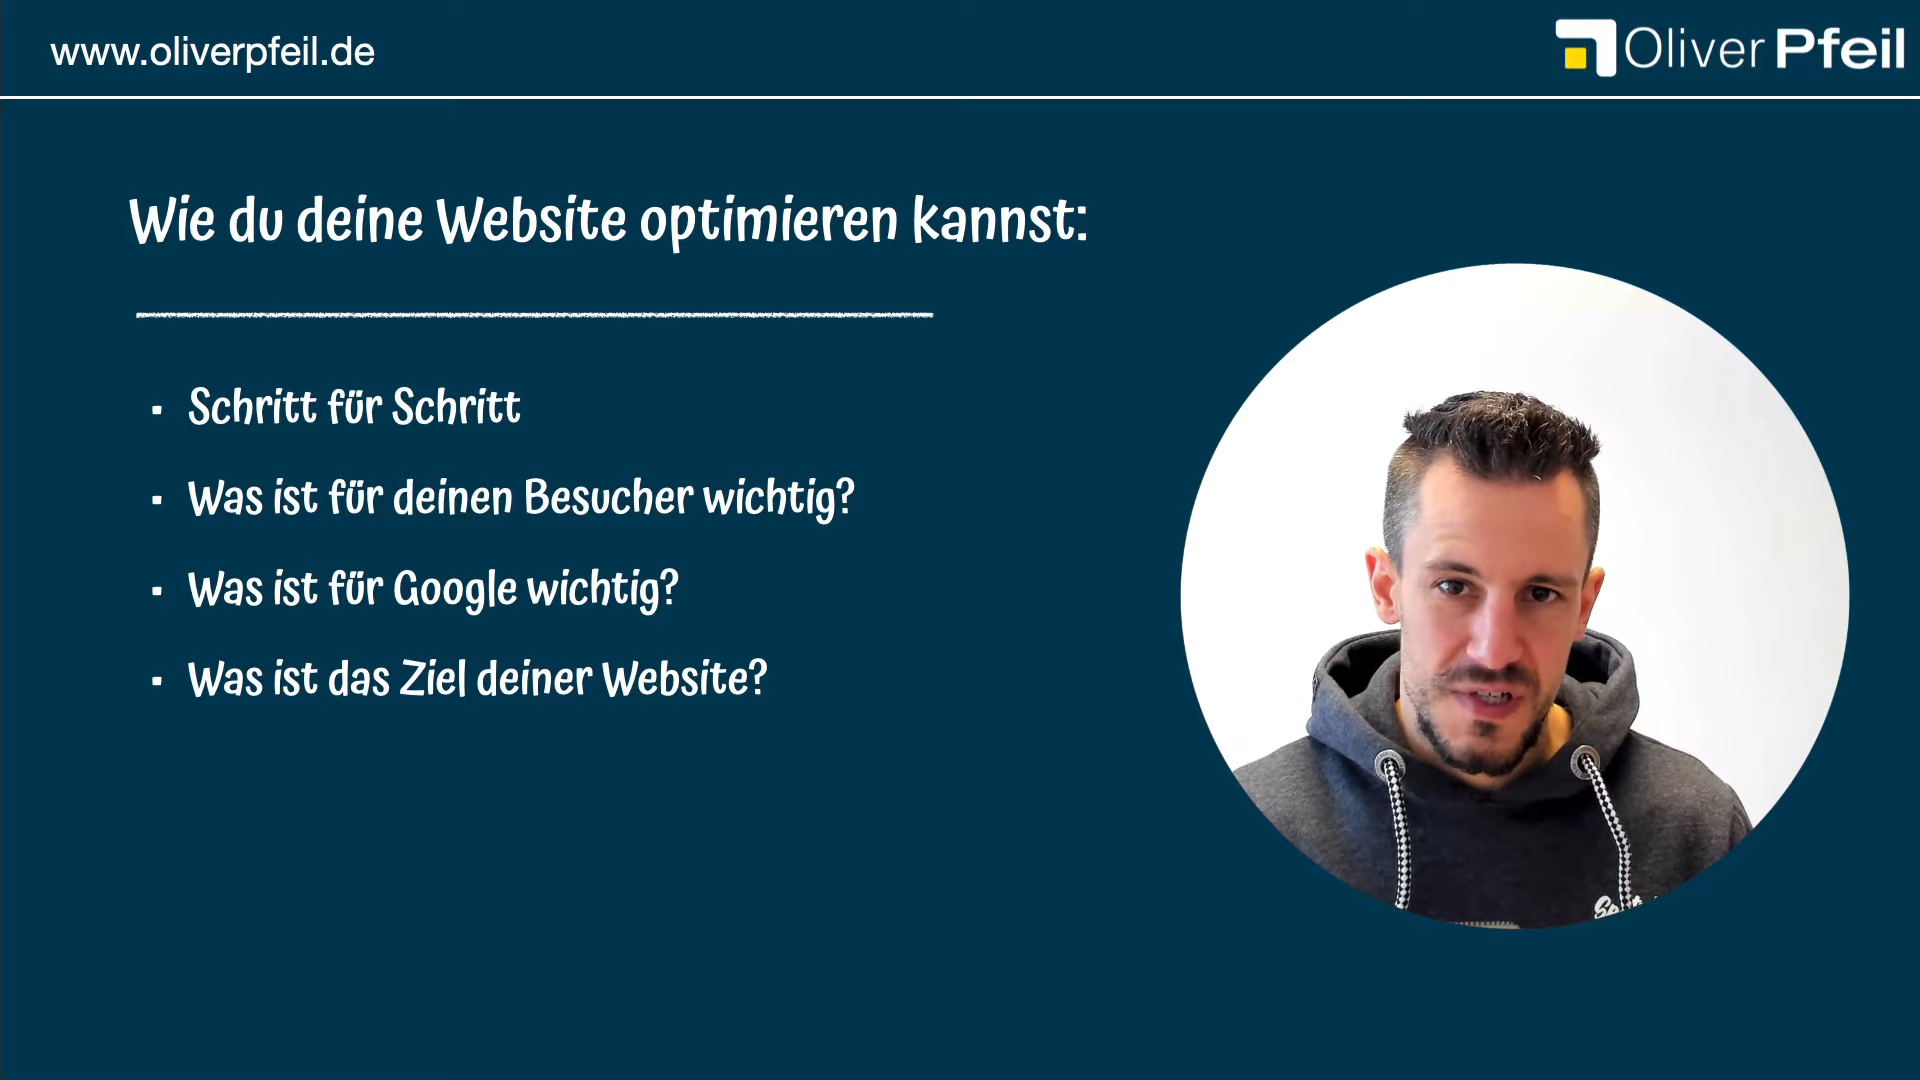 www.oliverpfeil.de
Oliver Pfeil
Wie du deine Website optimieren kannst:
▪ Schritt für Schritt
▪ Was ist für deinen Besucher wichtig?
▪ Was ist für Google wichtig?
▪ Was ist das Ziel deiner Website?